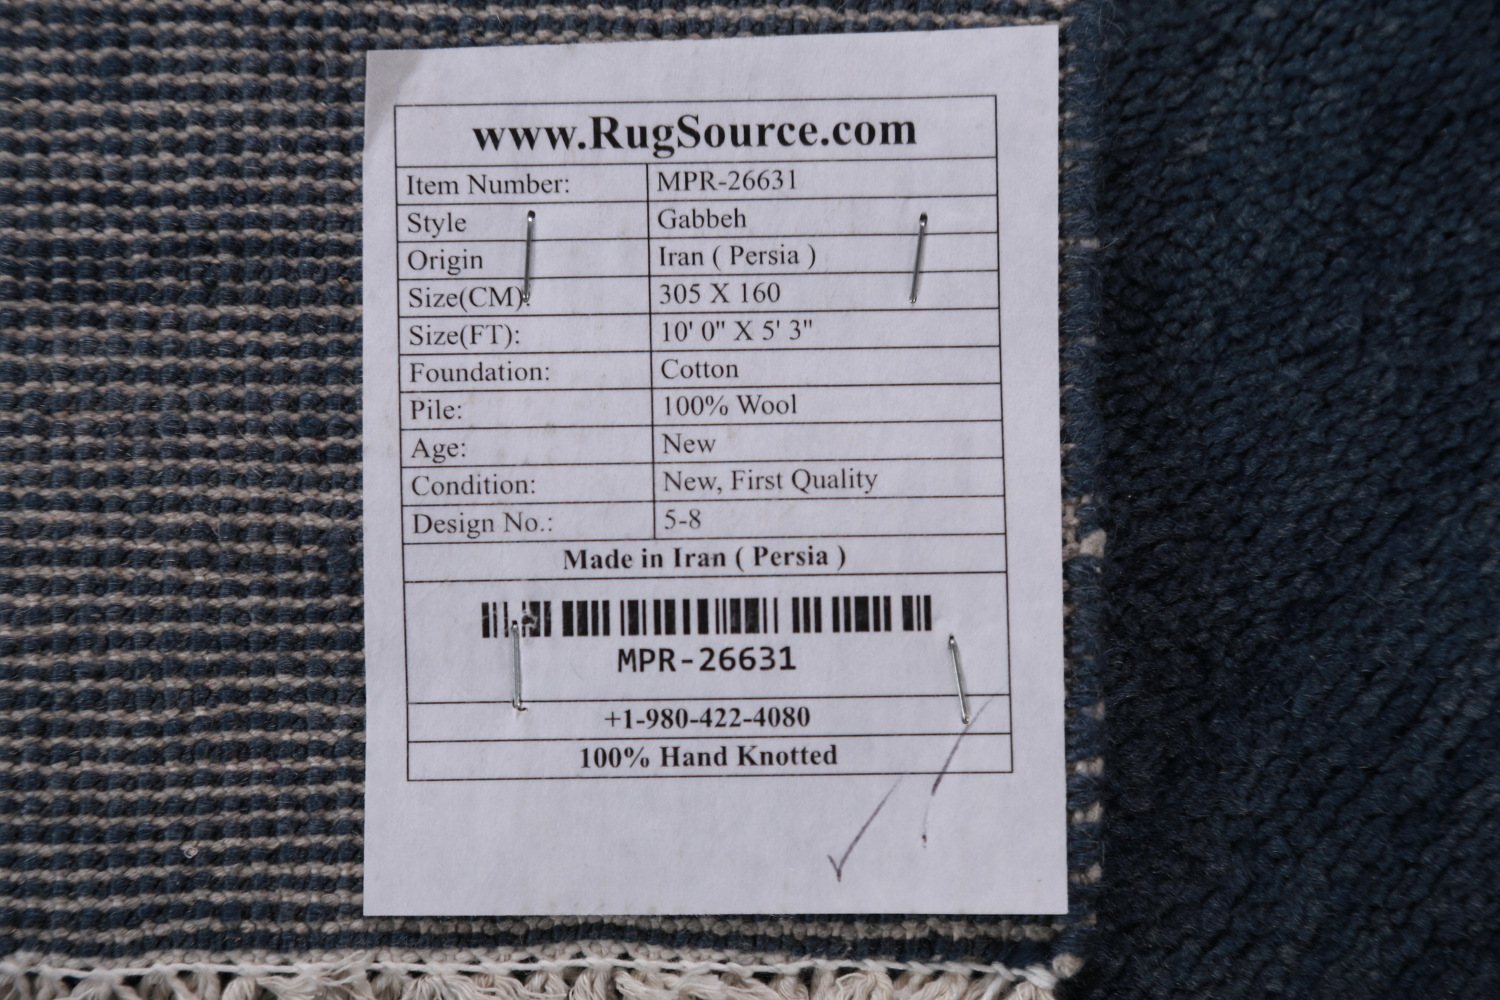 www.RugSource.com
Item Number: MPR-26631
Style Gabbeh
Origin Iran ( Persia )
Size(CM): 305 X 160
Size(FT): 10' 0" X 5' 3"
Foundation: Cotton
Pile: 100% Wool
Age: New
Condition: New, First Quality
Design No.: 5-8
Made in Iran ( Persia )
MPR-26631
+1-980-422-4080
100% Hand Knotted